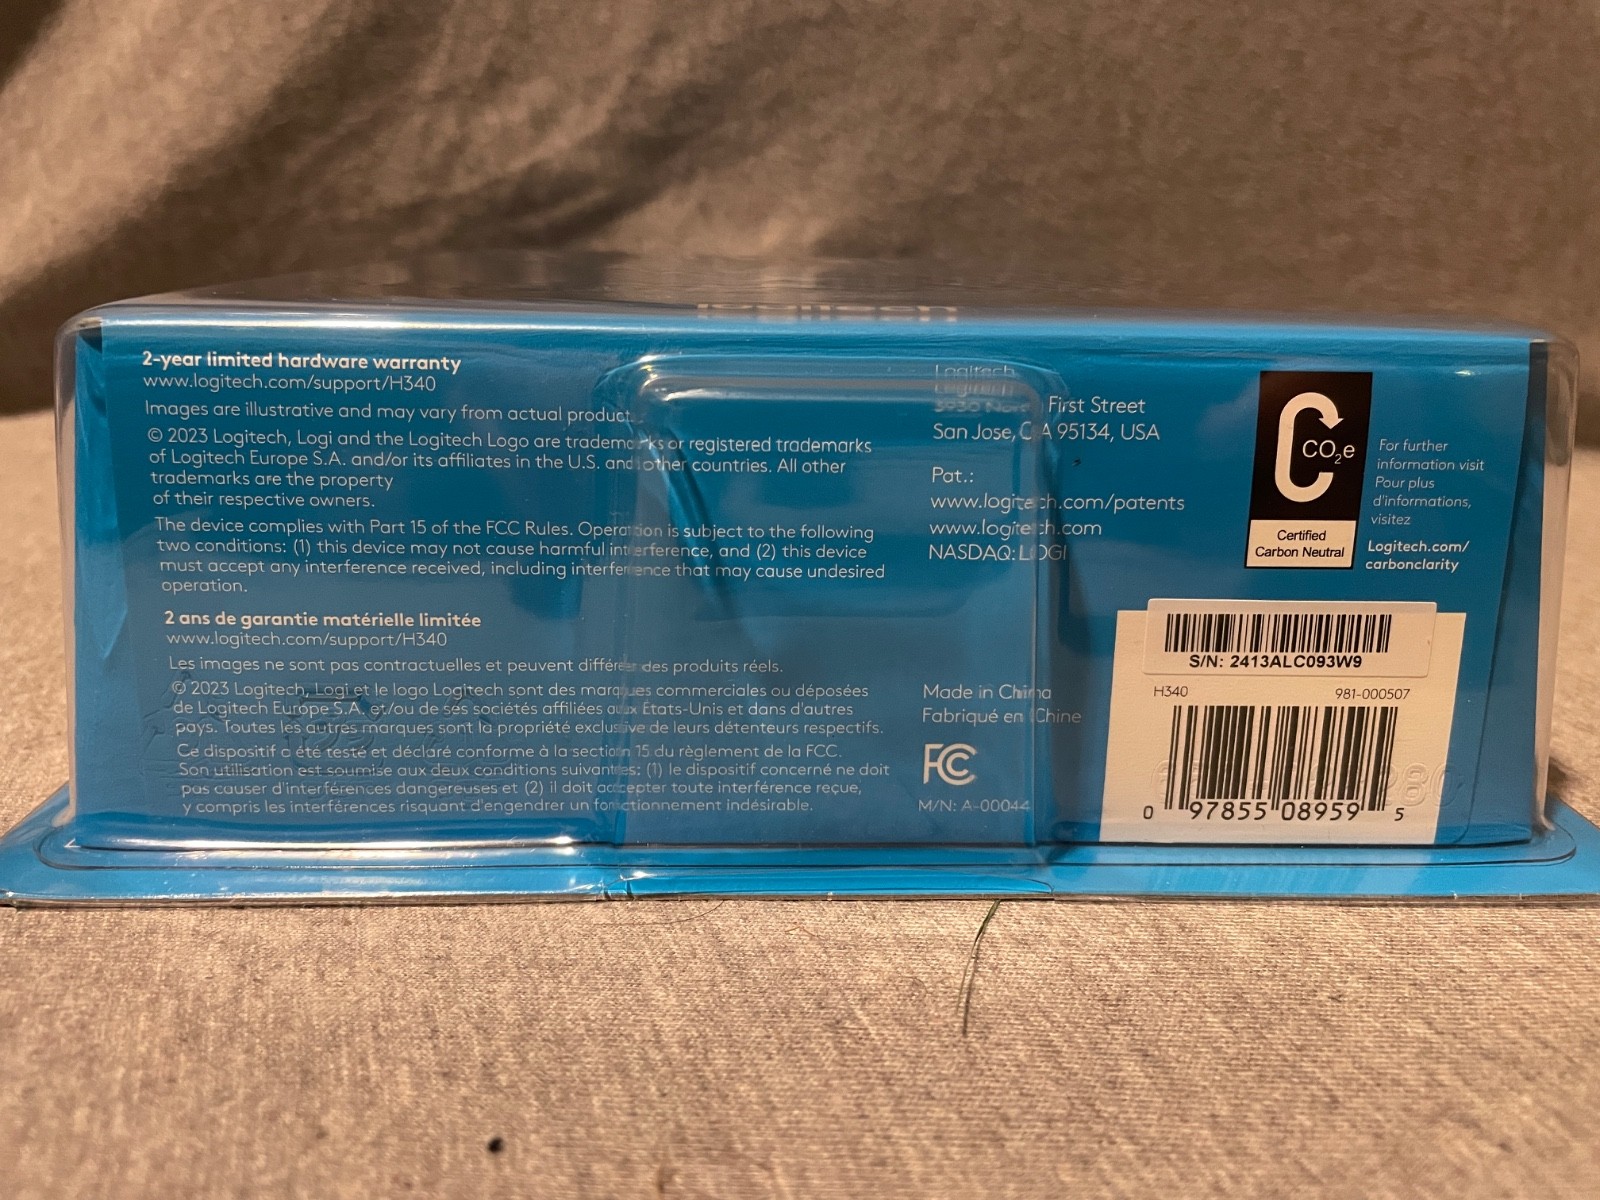 logitech
2-year limited hardware warranty
www.logitech.com/support/H340
Images are illustrative and may vary from actual product.
© 2023 Logitech, Logi and the Logitech Logo are trademarks or registered trademarks
of Logitech Europe S.A. and/or its affiliates in the U.S. and other countries. All other
trademarks are the property
of their respective owners.
The device complies with Part 15 of the FCC Rules. Operation is subject to the following
two conditions: (1) this device may not cause harmful interference, and (2) this device
must accept any interference received, including interference that may cause undesired
operation.
2 ans de garantie matérielle limitée
www.logitech.com/support/H340
Les images ne sont pas contractuelles et peuvent différer des produits réels.
© 2023 Logitech, Logi et le logo Logitech sont des marques commerciales ou déposées
de Logitech Europe S.A. et/ou de ses sociétés affiliées aux États-Unis et dans d'autres
pays. Toutes les autres marques sont la propriété exclusive de leurs détenteurs respectifs.
Ce dispositif a été testé et déclaré conforme à la section 15 du règlement de la FCC.
Son utilisation est soumise aux deux conditions suivantes: (1) le dispositif concerné ne doit
pas causer d'interférences dangereuses et (2) il doit accepter toute interférence reçue,
y compris les interférences risquant d'engendrer un fonctionnement indésirable.
Logitech
3930 North First Street
San Jose, CA 95134, USA
Pat.:
www.logitech.com/patents
www.logitech.com
NASDAQ: LOGI
Made in China
Fabriqué en Chine
FC
M/N: A-00044
CO2e
Certified
Carbon Neutral
For further
information visit
Pour plus
d'informations,
visitez
Logitech.com/
carbonclarity
S/N: 2413ALC093W9
H340 981-000507
0 97855 08959 5